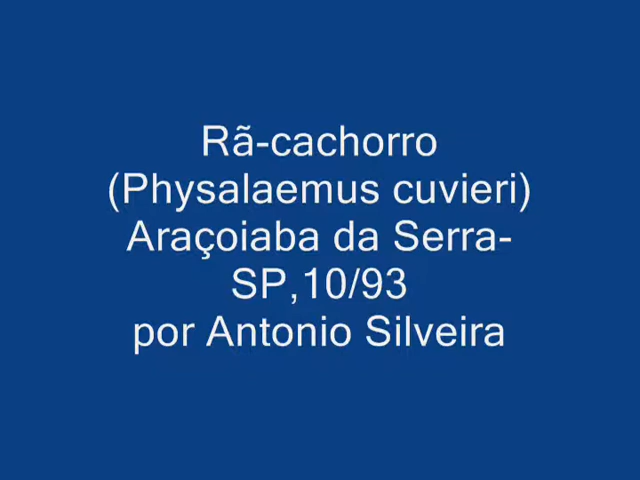 Rã-cachorro
(Physalaemus cuvieri)
Araçoiaba da Serra-
SP,10/93
por Antonio Silveira